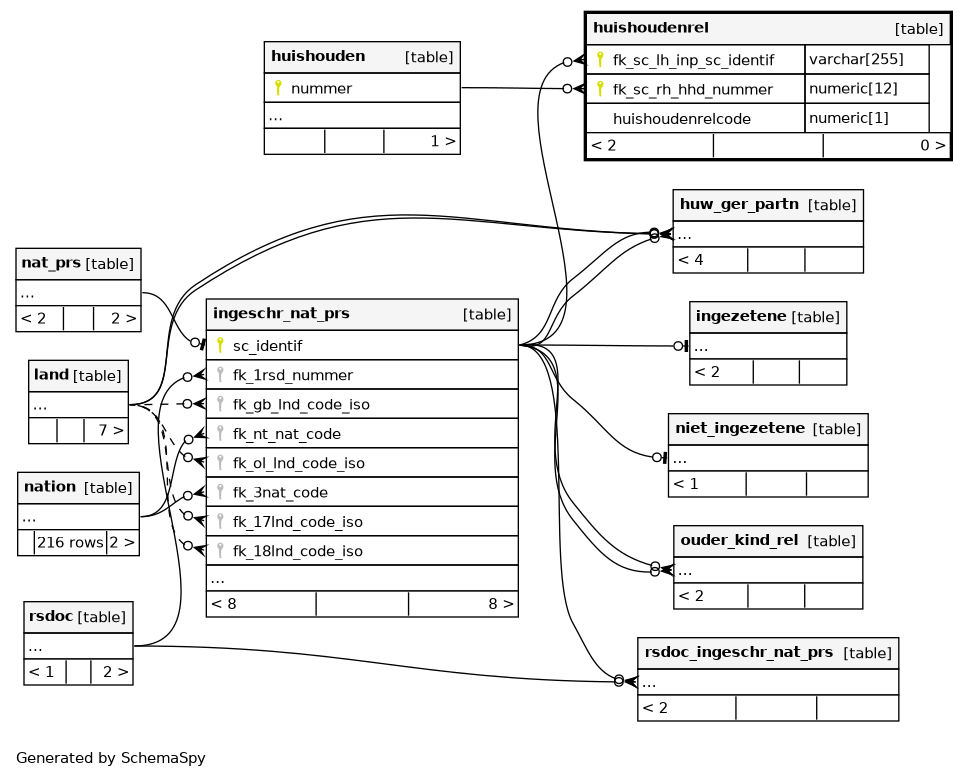 huishoudenrel [table]
fk_sc_lh_inp_sc_identif varchar[255]
fk_sc_rh_hhd_nummer numeric[12]
huishoudenrelcode numeric[1]
< 2 0 >
huishouden [table]
nummer
...
1 >
huw_ger_partn [table]
...
< 4
nat_prs [table]
...
< 2 2 >
ingeschr_nat_prs [table]
sc_identif
fk_1rsd_nummer
fk_gb_lnd_code_iso
fk_nt_nat_code
fk_ol_lnd_code_iso
fk_3nat_code
fk_17lnd_code_iso
fk_18lnd_code_iso
...
< 8 8 >
ingezetene [table]
...
< 2
land [table]
...
7 >
niet_ingezetene [table]
...
< 1
nation [table]
...
216 rows 2 >
ouder_kind_rel [table]
...
< 2
rsdoc [table]
...
< 1 2 >
rsdoc_ingeschr_nat_prs [table]
...
< 2
Generated by SchemaSpy